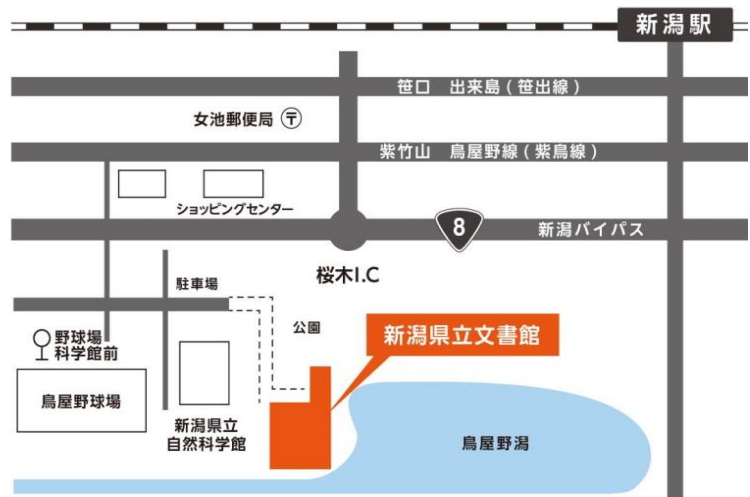 新潟駅
笹口 出来島(笹出線)
女池郵便局 〒
紫竹山 鳥屋野線(紫鳥線)
ショッピングセンター
8
新潟バイパス
桜木I.C
駐車場
公園
新潟県立文書館
野球場
科学館前
鳥屋野球場
新潟県立
自然科学館
鳥屋野潟